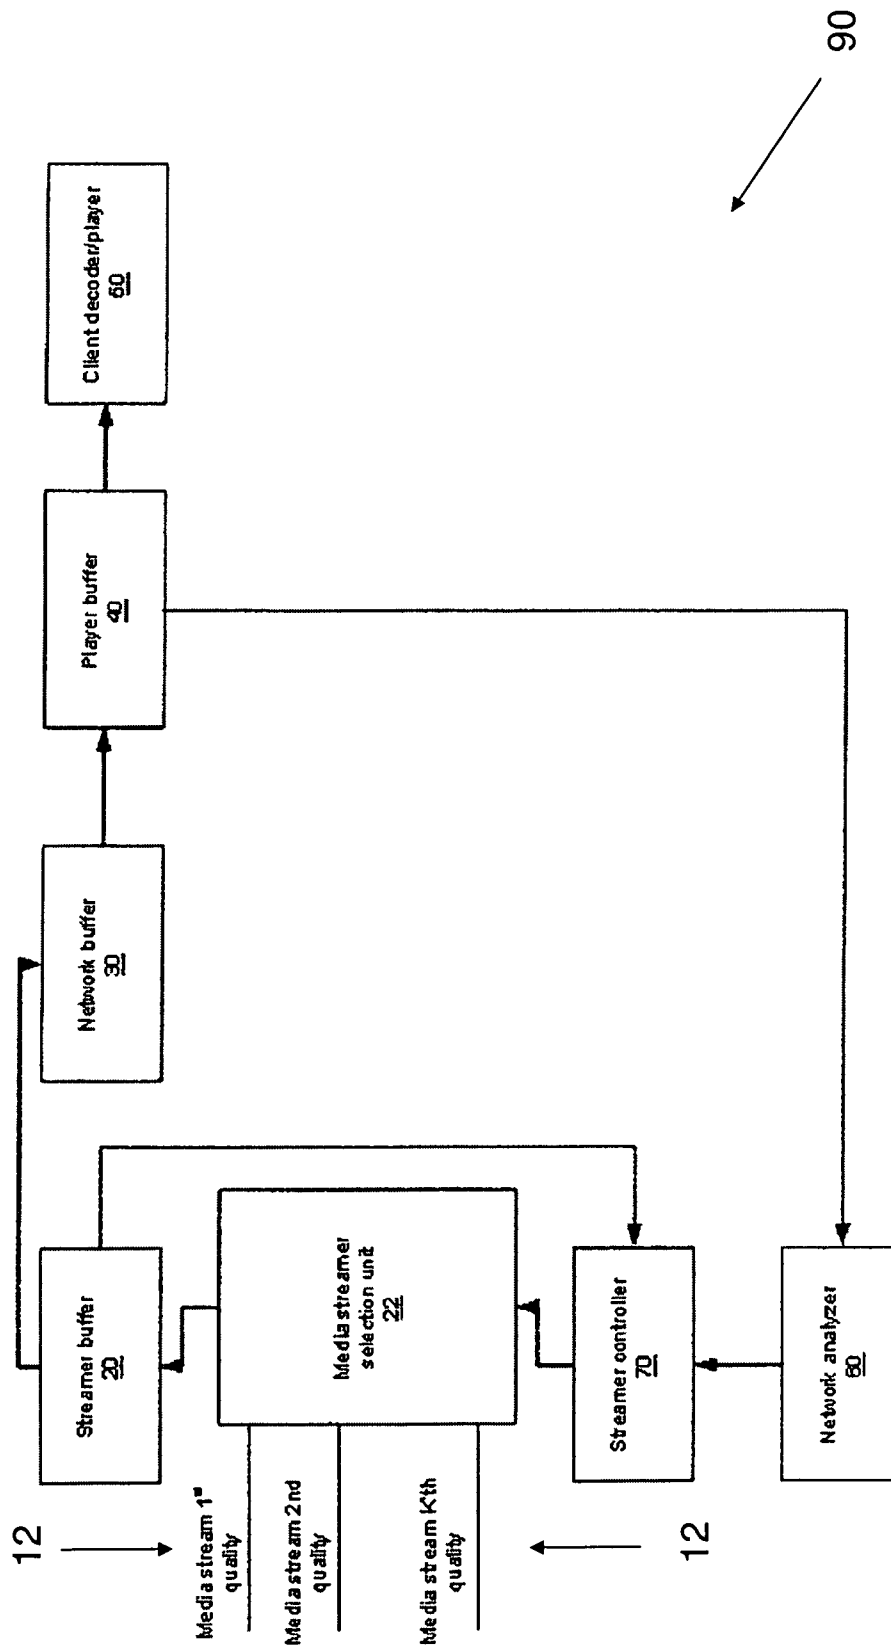 12
Streamer buffer
20
Network buffer
30
Player buffer
40
Client decoder/player
50
Media stream 1st
quality
Media stream 2nd
quality
Media stream K'th
quality
Media streamer
selection unit
22
12
Streamer controller
70
Network analyzer
60
90